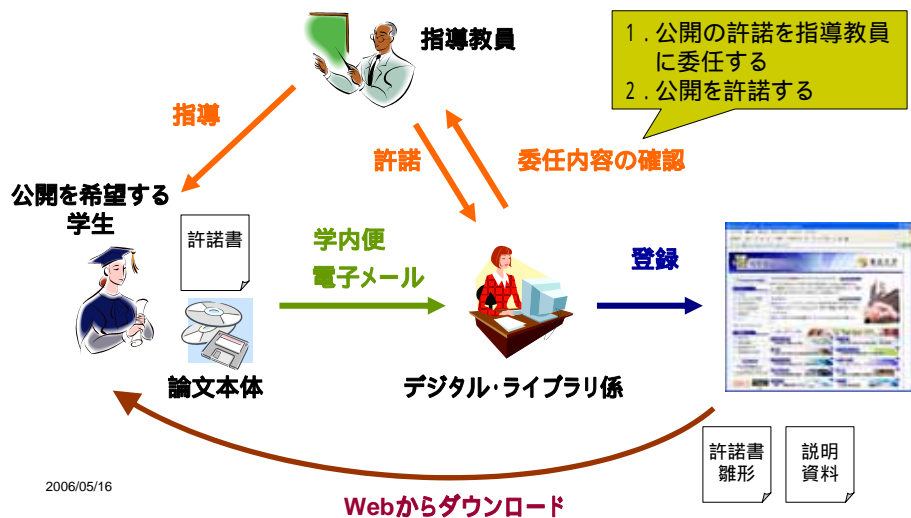 指導教員
１．公開の許諾を指導教員
に委任する
２．公開を許諾する
指導
許諾
委任内容の確認
公開を希望する
学生
許諾書
学内便
電子メール
登録
論文本体
デジタル・ライブラリ係
許諾書
雛形
説明
資料
2006/05/16
Webからダウンロード